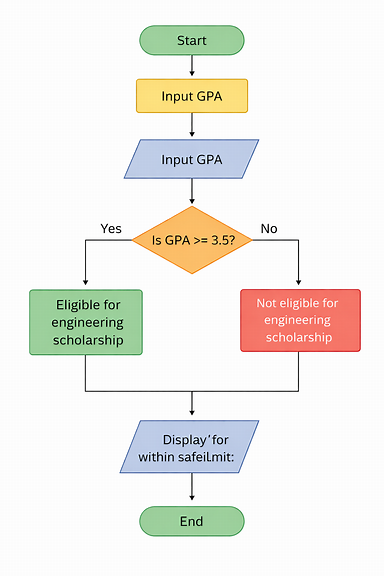 Start
Input GPA
Input GPA
Is GPA >= 3.5?
Yes
No
Eligible for
engineering
scholarship
Not eligible for
engineering
scholarship
Display'for
within safeilmit:
End